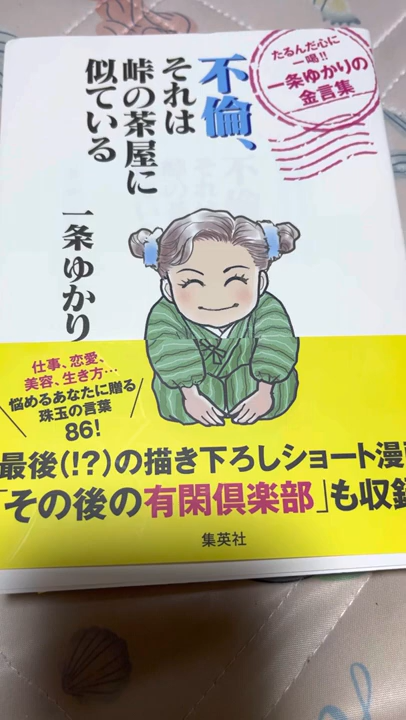 たるんだ心に
一喝!!
一条ゆかりの
金言集
不倫、
それは
峠の茶屋に
似ている
一条ゆかり
仕事、恋愛、
美容、生き方…
悩めるあなたに贈る
珠玉の言葉
86!
最後(!?)の描き下ろしショート漫
「その後の有閑倶楽部」も収録
集英社